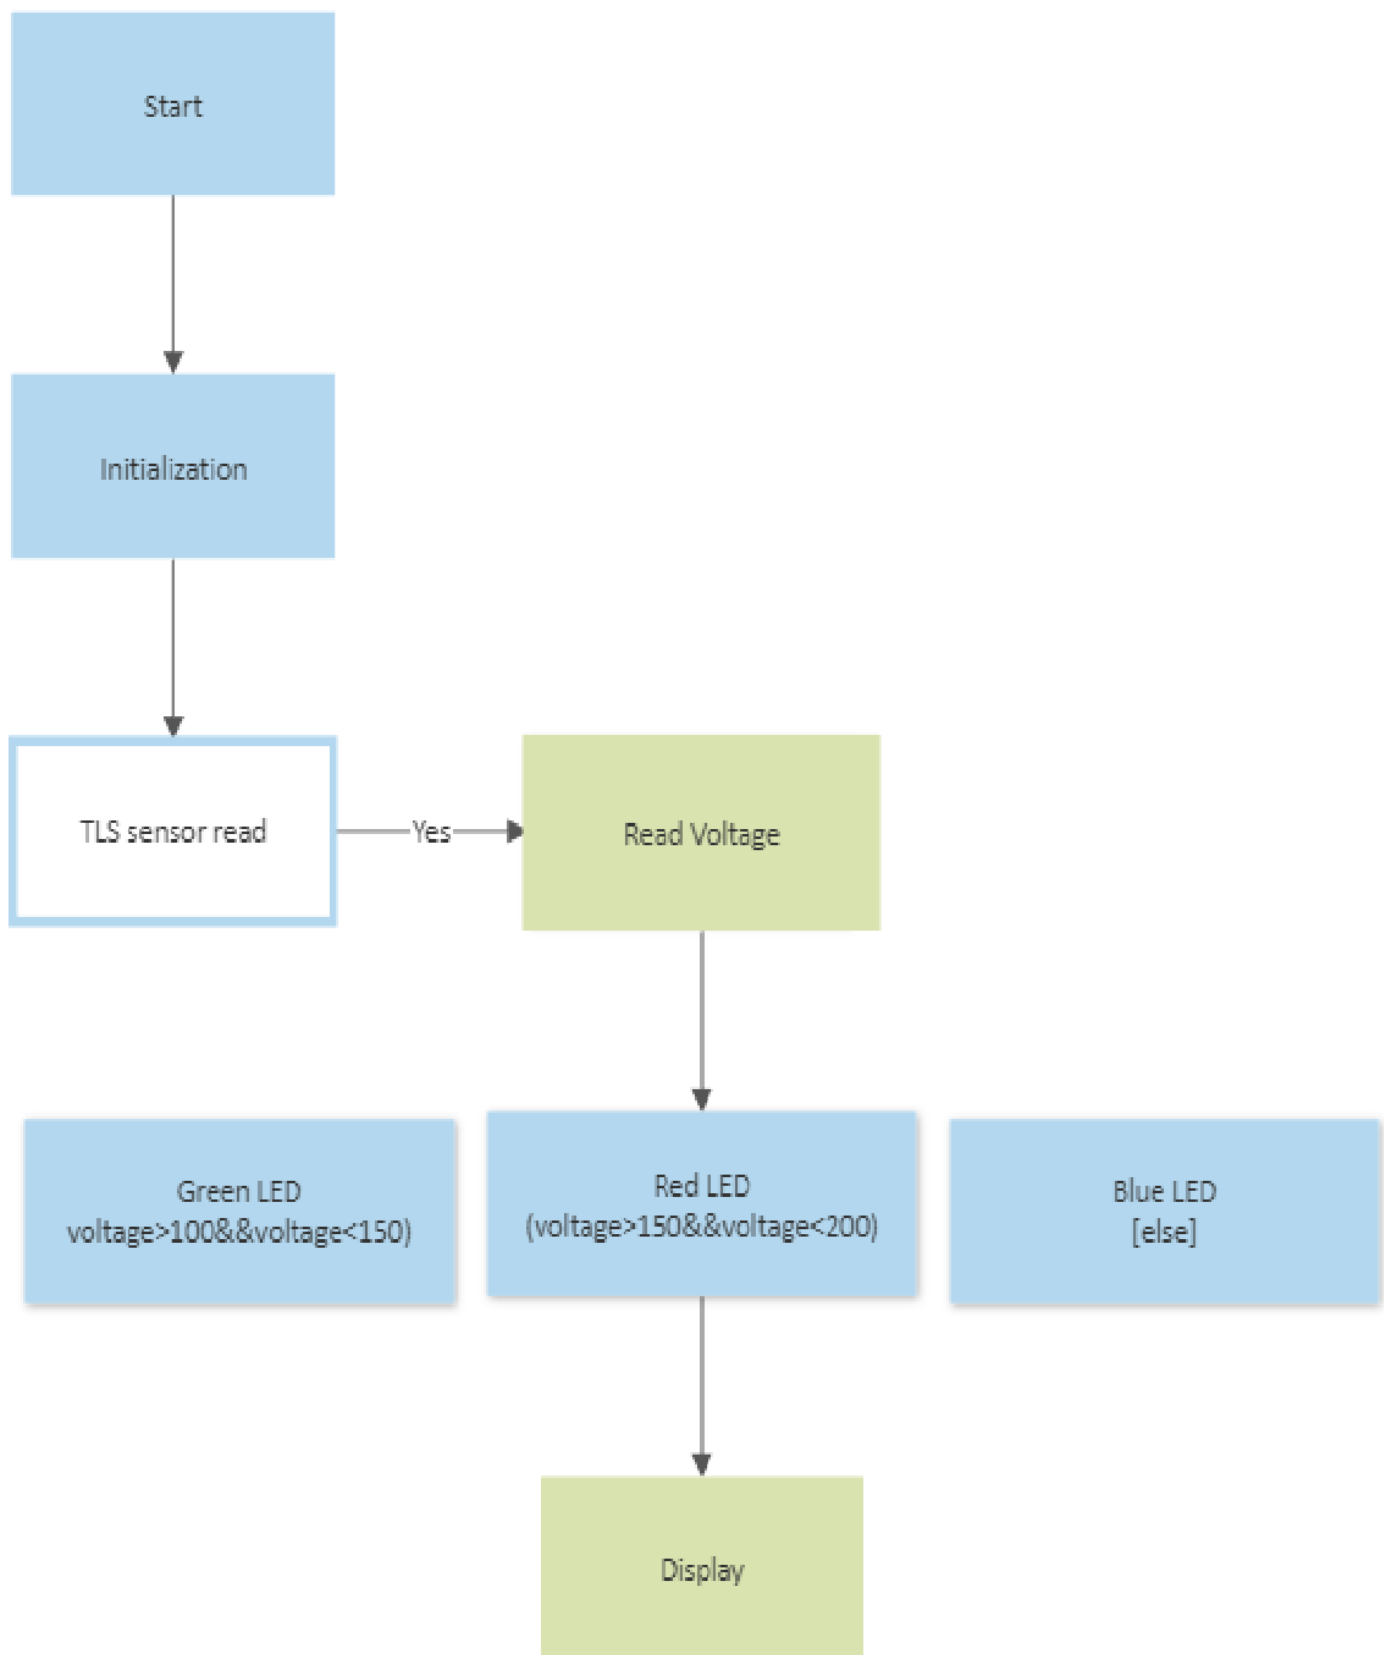 Start
Initialization
TLS sensor read
Yes
Read Voltage
Green LED
voltage>100&&voltage<150)
Red LED
(voltage>150&&voltage<200)
Blue LED
[else]
Display